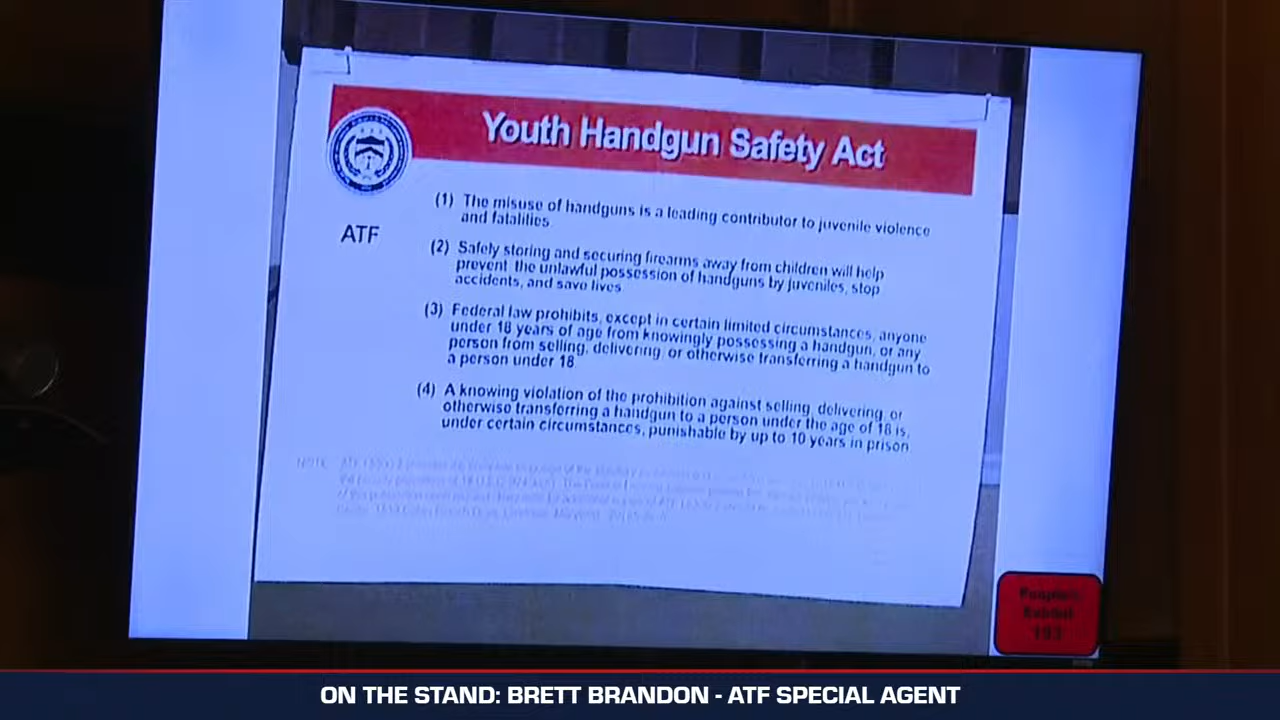 Youth Handgun Safety Act
ATF
(1) The misuse of handguns is a leading contributor to juvenile violence
and fatalities
(2) Safely storing and securing firearms away from children will help
prevent the unlawful possession of handguns by juveniles, stop
accidents, and save lives
(3) Federal law prohibits, except in certain limited circumstances, anyone
under 18 years of age from knowingly possessing a handgun, or any
person from selling, delivering, or otherwise transferring a handgun to
a person under 18
(4) A knowing violation of the prohibition against selling, delivering, or
otherwise transferring a handgun to a person under the age of 18 is,
under certain circumstances, punishable by up to 10 years in prison
NOTE
People's
Exhibit
ON THE STAND: BRETT BRANDON - ATF SPECIAL AGENT